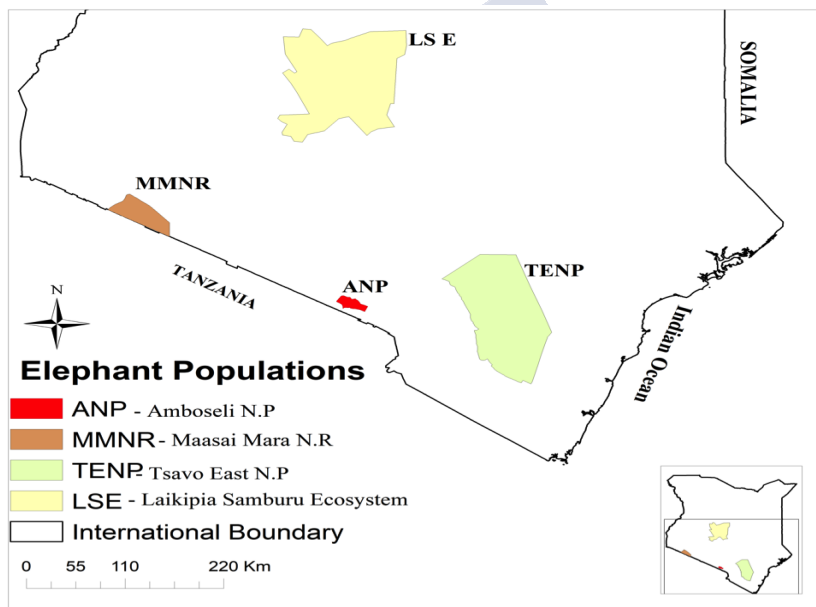 LS E
SOMALIA
MMNR
TANZANIA
ANP
TENP
Indian Ocean
N
Elephant Populations
ANP - Amboseli N.P
MMNR - Maasai Mara N.R
TENP - Tsavo East N.P
LSE - Laikipia Samburu Ecosystem
International Boundary
0 55 110 220 Km